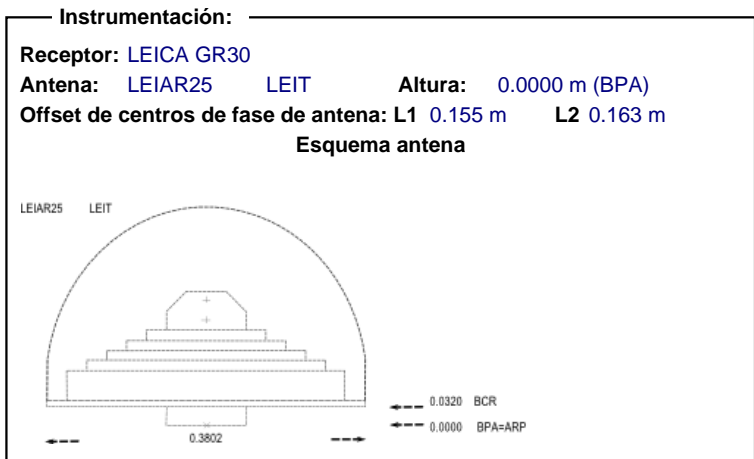 Instrumentación:
Receptor: LEICA GR30
Antena: LEIAR25 LEIT Altura: 0.0000 m (BPA)
Offset de centros de fase de antena: L1 0.155 m L2 0.163 m
Esquema antena
LEIAR25 LEIT
0.0320 BCR
0.0000 BPA=ARP
0.3802